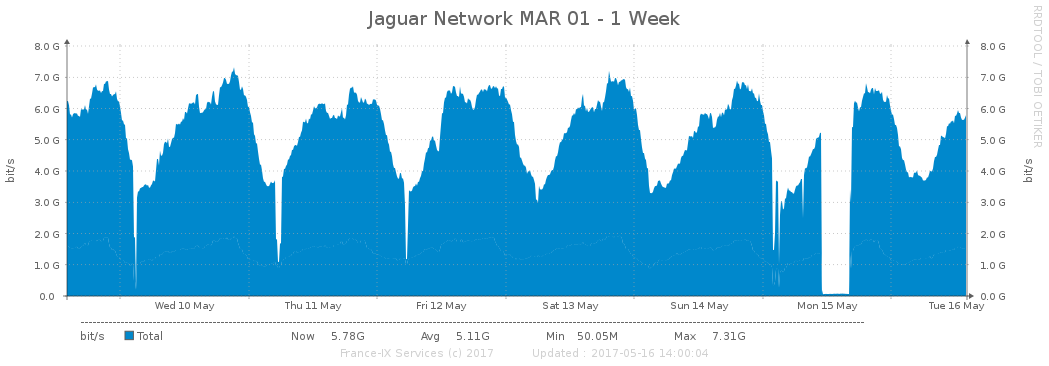 Jaguar Network MAR 01 - 1 Week
RRDTOOL / TOBI OETIKER
bit/s
8.0 G 8.0 G
7.0 G 7.0 G
6.0 G 6.0 G
5.0 G 5.0 G
4.0 G 4.0 G
3.0 G 3.0 G
2.0 G 2.0 G
1.0 G 1.0 G
0.0 0.0 G
bit/s
Wed 10 May Thu 11 May Fri 12 May Sat 13 May Sun 14 May Mon 15 May Tue 16 May
bit/s Total Now 5.78G Avg 5.11G Min 50.05M Max 7.31G
France-IX Services (c) 2017 Updated : 2017-05-16 14:00:04